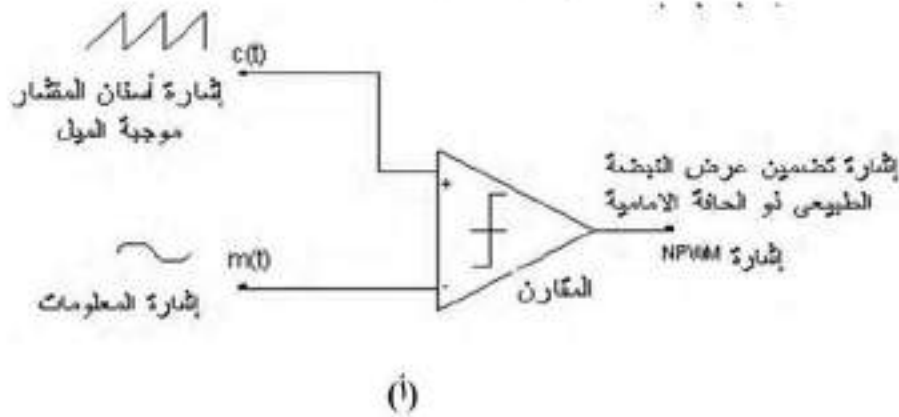 c(t)
إشارة أسنان المنشار
موجبة الميل
إشارة تضمين عرض النبضة
الطبيعي ذو الحافة الامامية
إشارة NPWM
+
-
المقارن
m(t)
إشارة المعلومات
(أ)